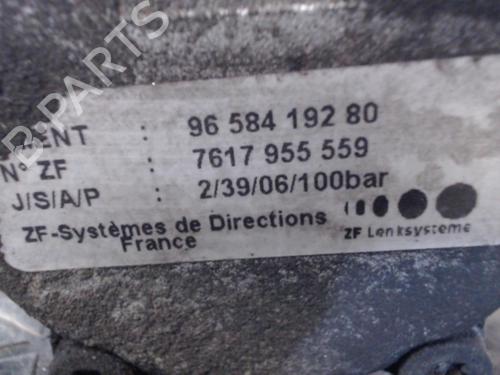 B-PARTS
IENT : 96 584 192 80
N° ZF : 7617 955 559
J/S/A/P : 2/39/06/100bar
ZF-Systèmes de Directions
France
ZF Lenksysteme